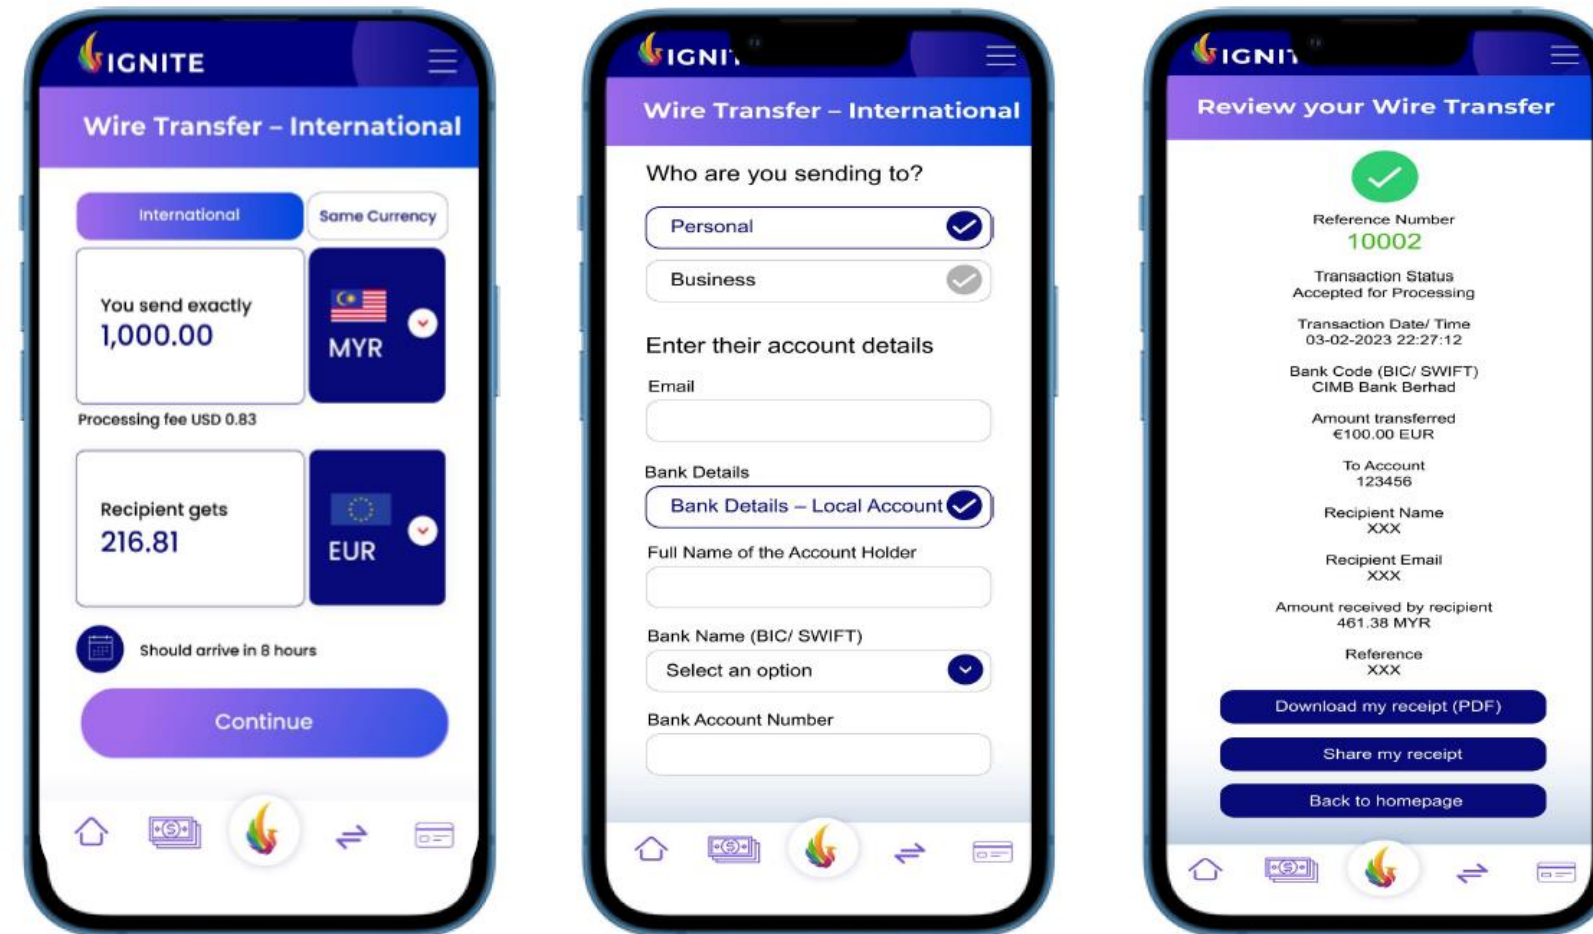 IGNITE
Wire Transfer – International
International
Same Currency
You send exactly
1,000.00
MYR
Processing fee USD 0.83
Recipient gets
216.81
EUR
Should arrive in 8 hours
Continue
Wire Transfer – International
Who are you sending to?
Personal
Business
Enter their account details
Email
Bank Details
Bank Details – Local Account
Full Name of the Account Holder
Bank Name (BIC/ SWIFT)
Select an option
Bank Account Number
Review your Wire Transfer
Reference Number
10002
Transaction Status
Accepted for Processing
Transaction Date/ Time
03-02-2023 22:27:12
Bank Code (BIC/ SWIFT)
CIMB Bank Berhad
Amount transferred
€100.00 EUR
To Account
123456
Recipient Name
XXX
Recipient Email
XXX
Amount received by recipient
461.38 MYR
Reference
XXX
Download my receipt (PDF)
Share my receipt
Back to homepage